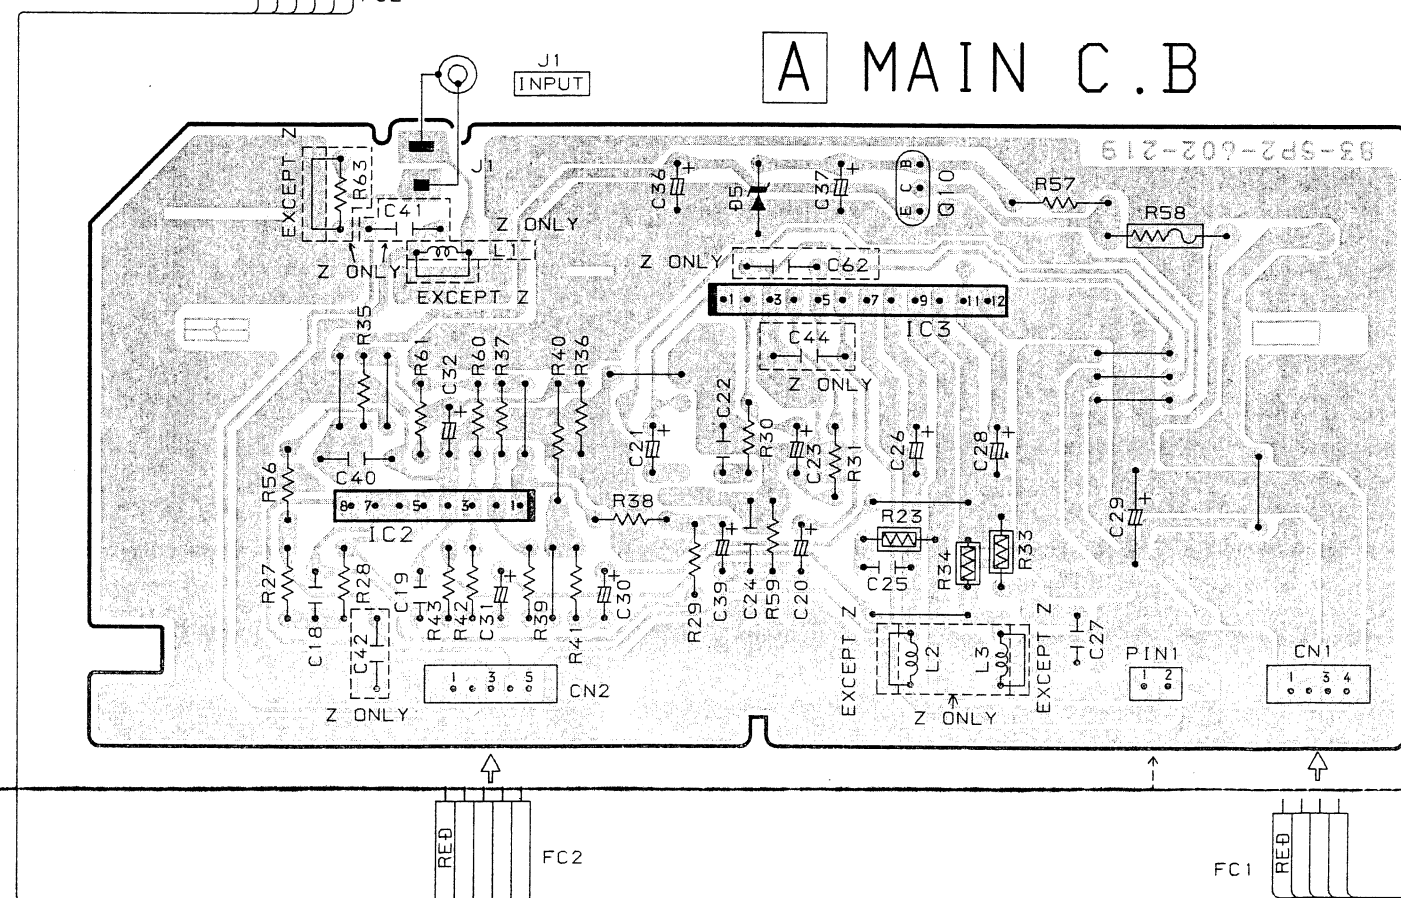 A MAIN C.B
J1
INPUT
83-SP2-602-219
EXCEPT Z
R63
J1
C41
Z ONLY
L1
Z ONLY
EXCEPT Z
C36
D5
C37
B
C
E
Q10
R57
R58
Z ONLY
C62
1 3 5 7 9 11 12
IC3
C44
Z ONLY
R35
R61
C32
R60
R37
R40
R36
C21
C22
R30
C23
R31
C26
C28
R56
C40
8 7 5 3 1
IC2
R38
R23
C29
R27
C18
R28
C19
R43
R42
C31
R39
R41
C30
R29
C39
C24
R59
C20
C25
R34
R33
C42
Z ONLY
1 3 5
CN2
EXCEPT Z
L2
L3
EXCEPT Z
Z ONLY
C27
PIN1
1 2
CN1
1 3 4
RED
FC2
FC1
RED